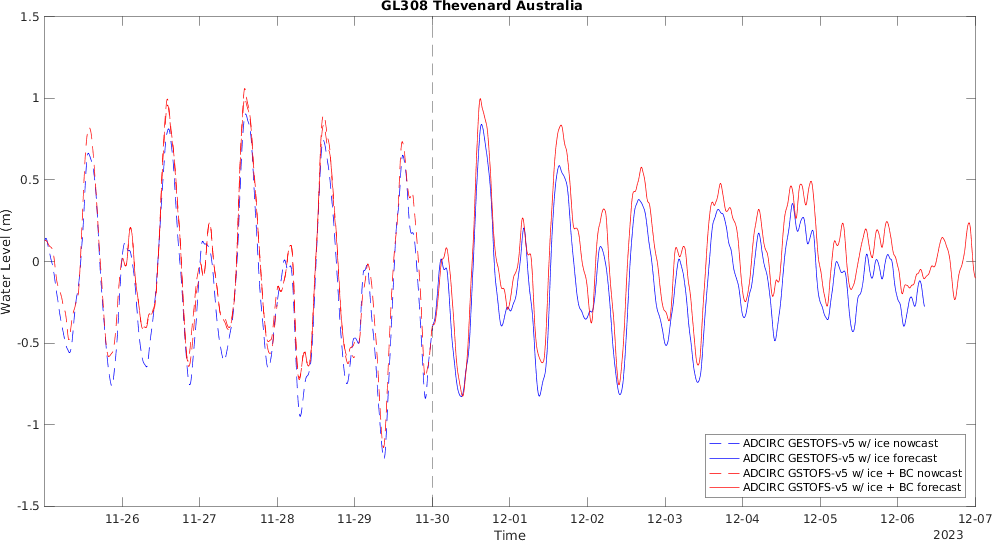 GL308 Thevenard Australia
1.5
1
0.5
0
-0.5
-1
-1.5
Water Level (m)
ADCIRC GESTOFS-v5 w/ ice nowcast
ADCIRC GESTOFS-v5 w/ ice forecast
ADCIRC GSTOFS-v5 w/ ice + BC nowcast
ADCIRC GSTOFS-v5 w/ ice + BC forecast
11-26 11-27 11-28 11-29 11-30 12-01 12-02 12-03 12-04 12-05 12-06 12-07
Time
2023